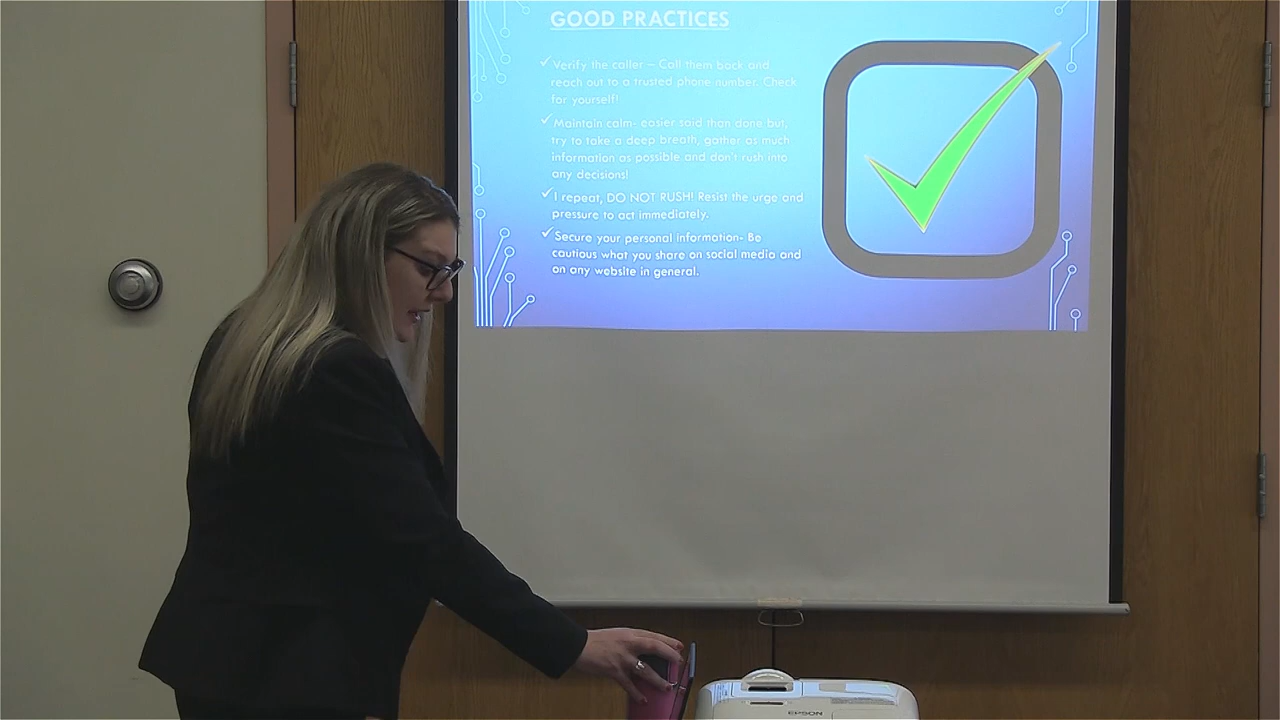 GOOD PRACTICES
✓Verify the caller – Call them back and
reach out to a trusted phone number. Check
for yourself!
✓Maintain calm- easier said than done but,
try to take a deep breath, gather as much
information as possible and don't rush into
any decisions!
✓I repeat, DO NOT RUSH! Resist the urge and
pressure to act immediately.
✓Secure your personal information- Be
cautious what you share on social media and
on any website in general.
EPSON